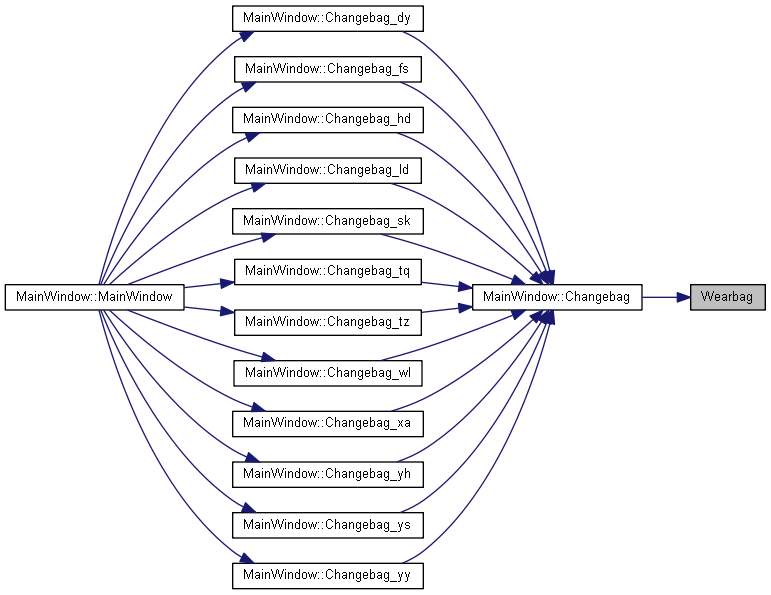 MainWindow::Changebag_dy
MainWindow::Changebag_fs
MainWindow::Changebag_hd
MainWindow::Changebag_ld
MainWindow::Changebag_sk
MainWindow::Changebag_tq
MainWindow::MainWindow
MainWindow::Changebag
Wearbag
MainWindow::Changebag_tz
MainWindow::Changebag_wl
MainWindow::Changebag_xa
MainWindow::Changebag_yh
MainWindow::Changebag_ys
MainWindow::Changebag_yy